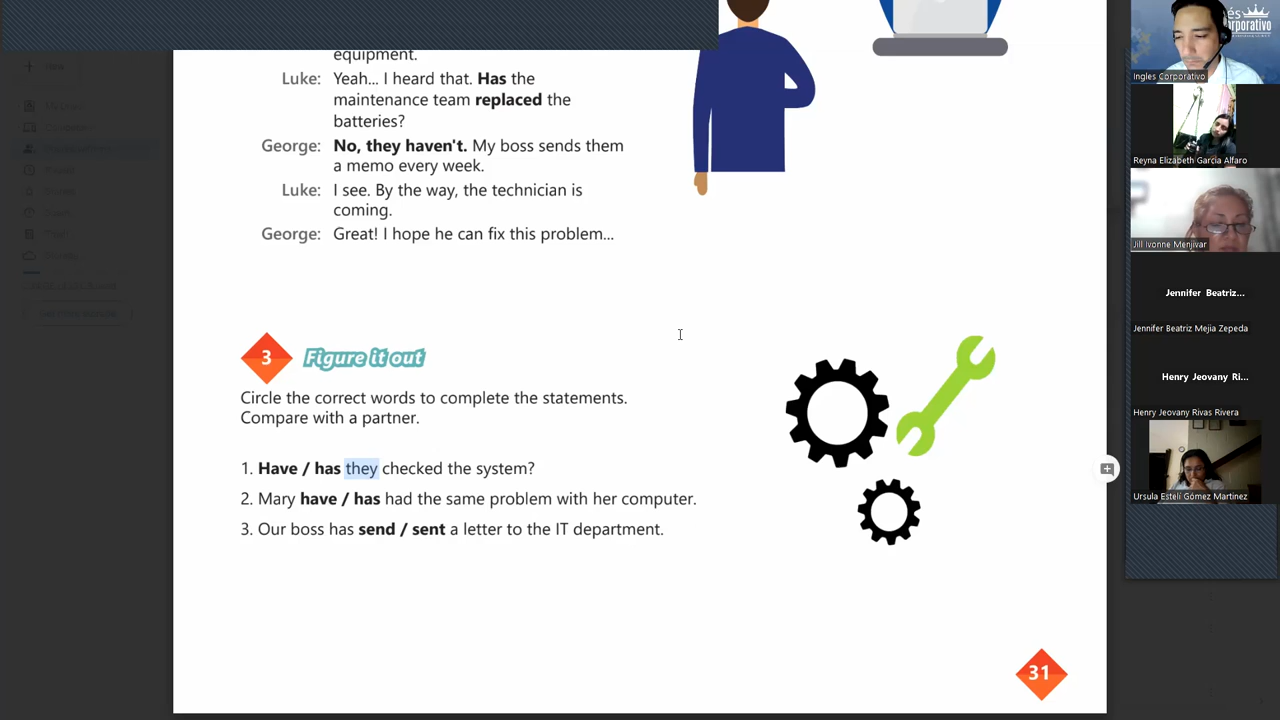 equipment.
Luke: Yeah... I heard that. Has the
maintenance team replaced the
batteries?
George: No, they haven't. My boss sends them
a memo every week.
Luke: I see. By the way, the technician is
coming.
George: Great! I hope he can fix this problem...
3 Figure it out
Circle the correct words to complete the statements.
Compare with a partner.
1. Have / has they checked the system?
2. Mary have / has had the same problem with her computer.
3. Our boss has send / sent a letter to the IT department.
31
Ingles Corporativo
Reyna Elizabeth Garcia Alfaro
Jill Ivonne Menjivar
Jennifer Beatriz...
Jennifer Beatriz Mejia Zepeda
Henry Jeovany Ri...
Henry Jeovany Rivas Rivera
Ursula Estelí Gómez Martinez